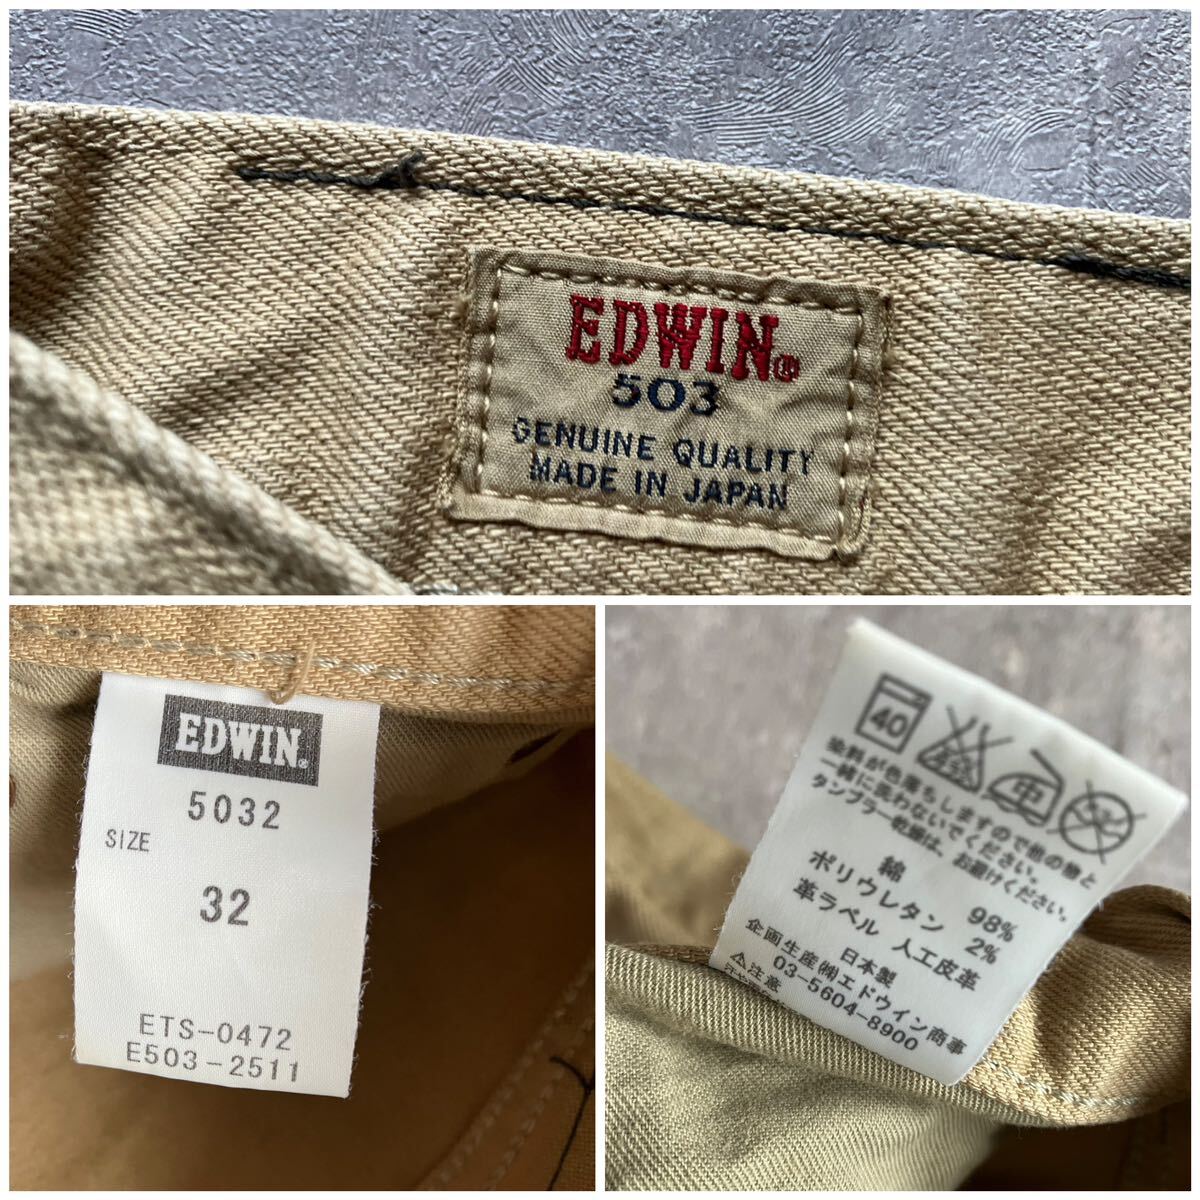 EDWIN®
503
GENUINE QUALITY
MADE IN JAPAN
EDWIN®
5032
SIZE
32
ETS-0472
E503-2511
40
中
染料が色落ちしますので他の物と
一緒に洗わないでください。
タンブラー乾燥は、お避けください。
綿 98%
ポリウレタン 2%
革ラベル 人工皮革
日本製
企画生産㈱エドウイン商事
03-5604-8900
⚠注意